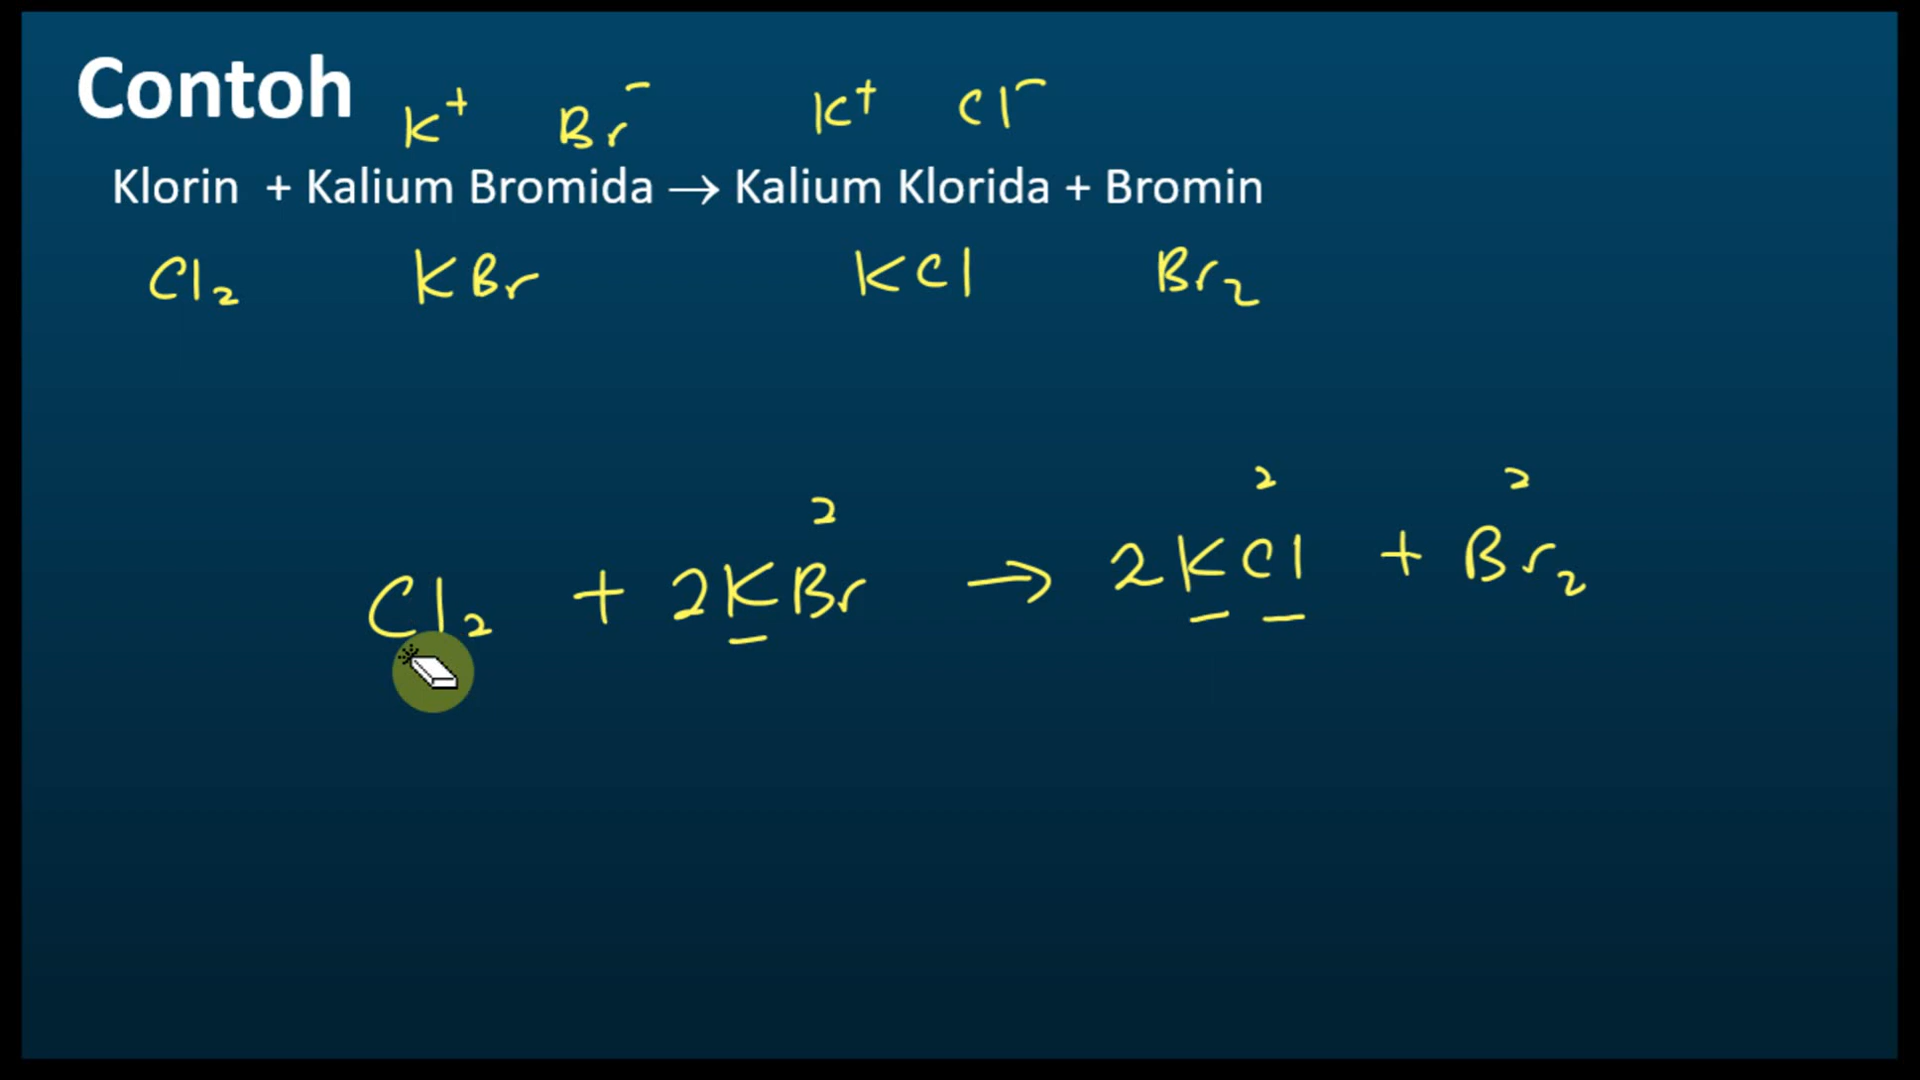 Contoh
K⁺ Br⁻ K⁺ Cl⁻
Klorin + Kalium Bromida → Kalium Klorida + Bromin
Cl₂ KBr KCl Br₂
2 2 2
Cl₂ + 2KBr → 2KCl + Br₂